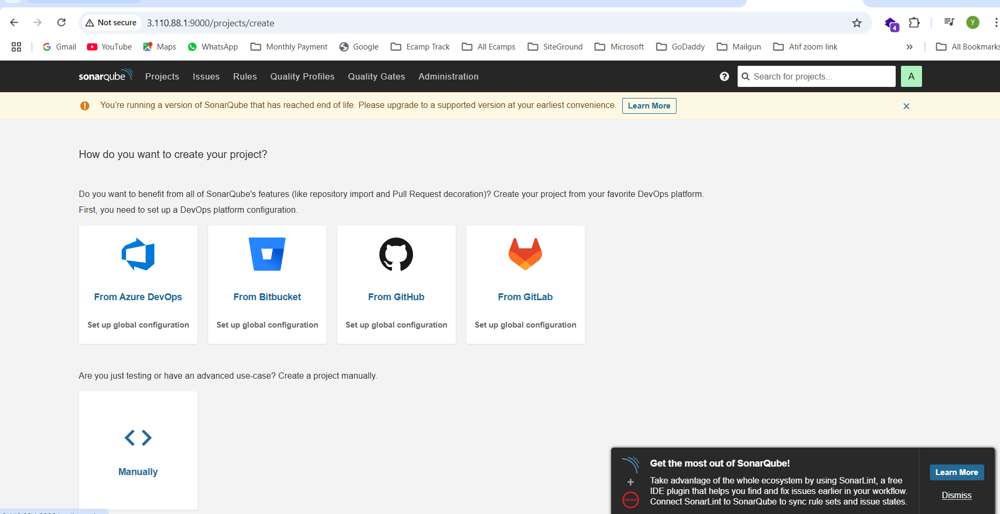 Not secure 3.110.88.1:9000/projects/create
4
y
Gmail YouTube Maps WhatsApp Monthly Payment Google Ecamp Track All Ecamps SiteGround Microsoft GoDaddy Mailgun Atif zoom link » All Bookmarks
sonarqube Projects Issues Rules Quality Profiles Quality Gates Administration Search for projects... A
You're running a version of SonarQube that has reached end of life. Please upgrade to a supported version at your earliest convenience. Learn More
How do you want to create your project?
Do you want to benefit from all of SonarQube's features (like repository import and Pull Request decoration)? Create your project from your favorite DevOps platform.
First, you need to set up a DevOps platform configuration.
From Azure DevOps From Bitbucket From GitHub From GitLab
Set up global configuration Set up global configuration Set up global configuration Set up global configuration
Are you just testing or have an advanced use-case? Create a project manually.
Manually
Get the most out of SonarQube!
Take advantage of the whole ecosystem by using SonarLint, a free
IDE plugin that helps you find and fix issues earlier in your workflow.
Connect SonarLint to SonarQube to sync rule sets and issue states.
Learn More
Dismiss